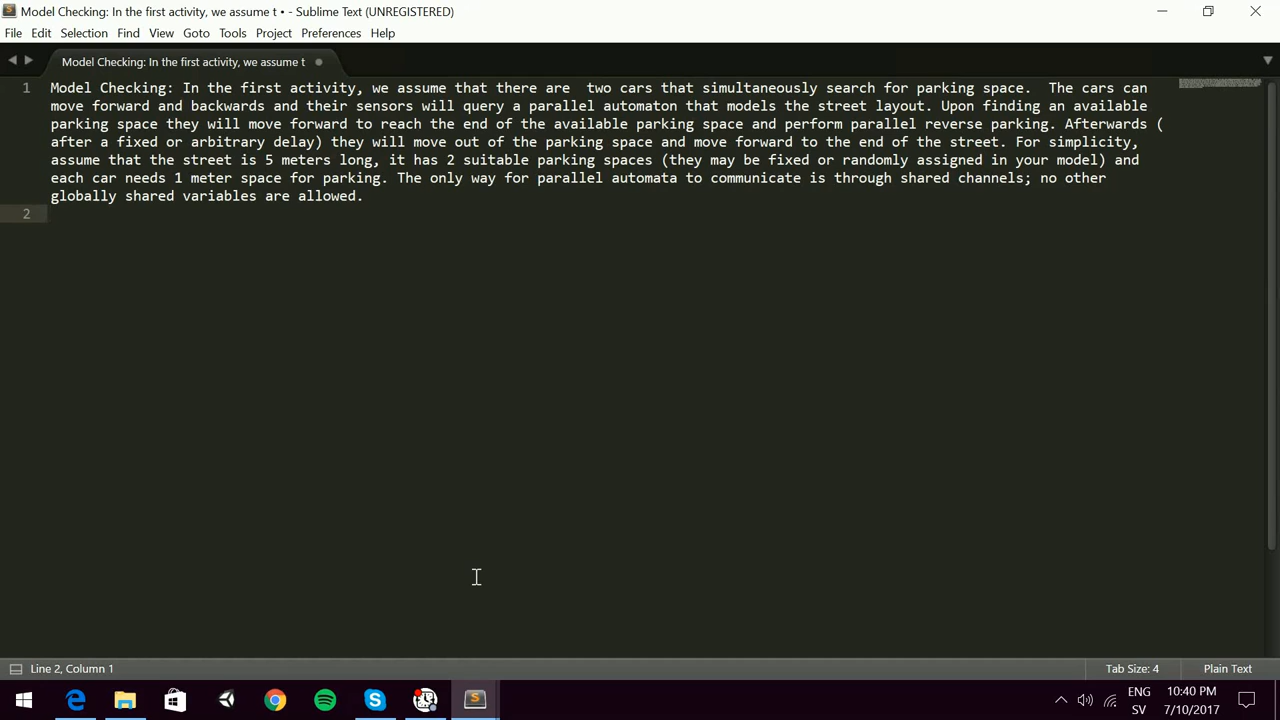 Model Checking: In the first activity, we assume t • - Sublime Text (UNREGISTERED)
File Edit Selection Find View Goto Tools Project Preferences Help
Model Checking: In the first activity, we assume t
1 Model Checking: In the first activity, we assume that there are  two cars that simultaneously search for parking space.  The cars can
move forward and backwards and their sensors will query a parallel automaton that models the street layout. Upon finding an available
parking space they will move forward to reach the end of the available parking space and perform parallel reverse parking. Afterwards (
after a fixed or arbitrary delay) they will move out of the parking space and move forward to the end of the street. For simplicity,
assume that the street is 5 meters long, it has 2 suitable parking spaces (they may be fixed or randomly assigned in your model) and
each car needs 1 meter space for parking. The only way for parallel automata to communicate is through shared channels; no other
globally shared variables are allowed.
2
Line 2, Column 1 Tab Size: 4 Plain Text
ENG 10:40 PM
SV 7/10/2017